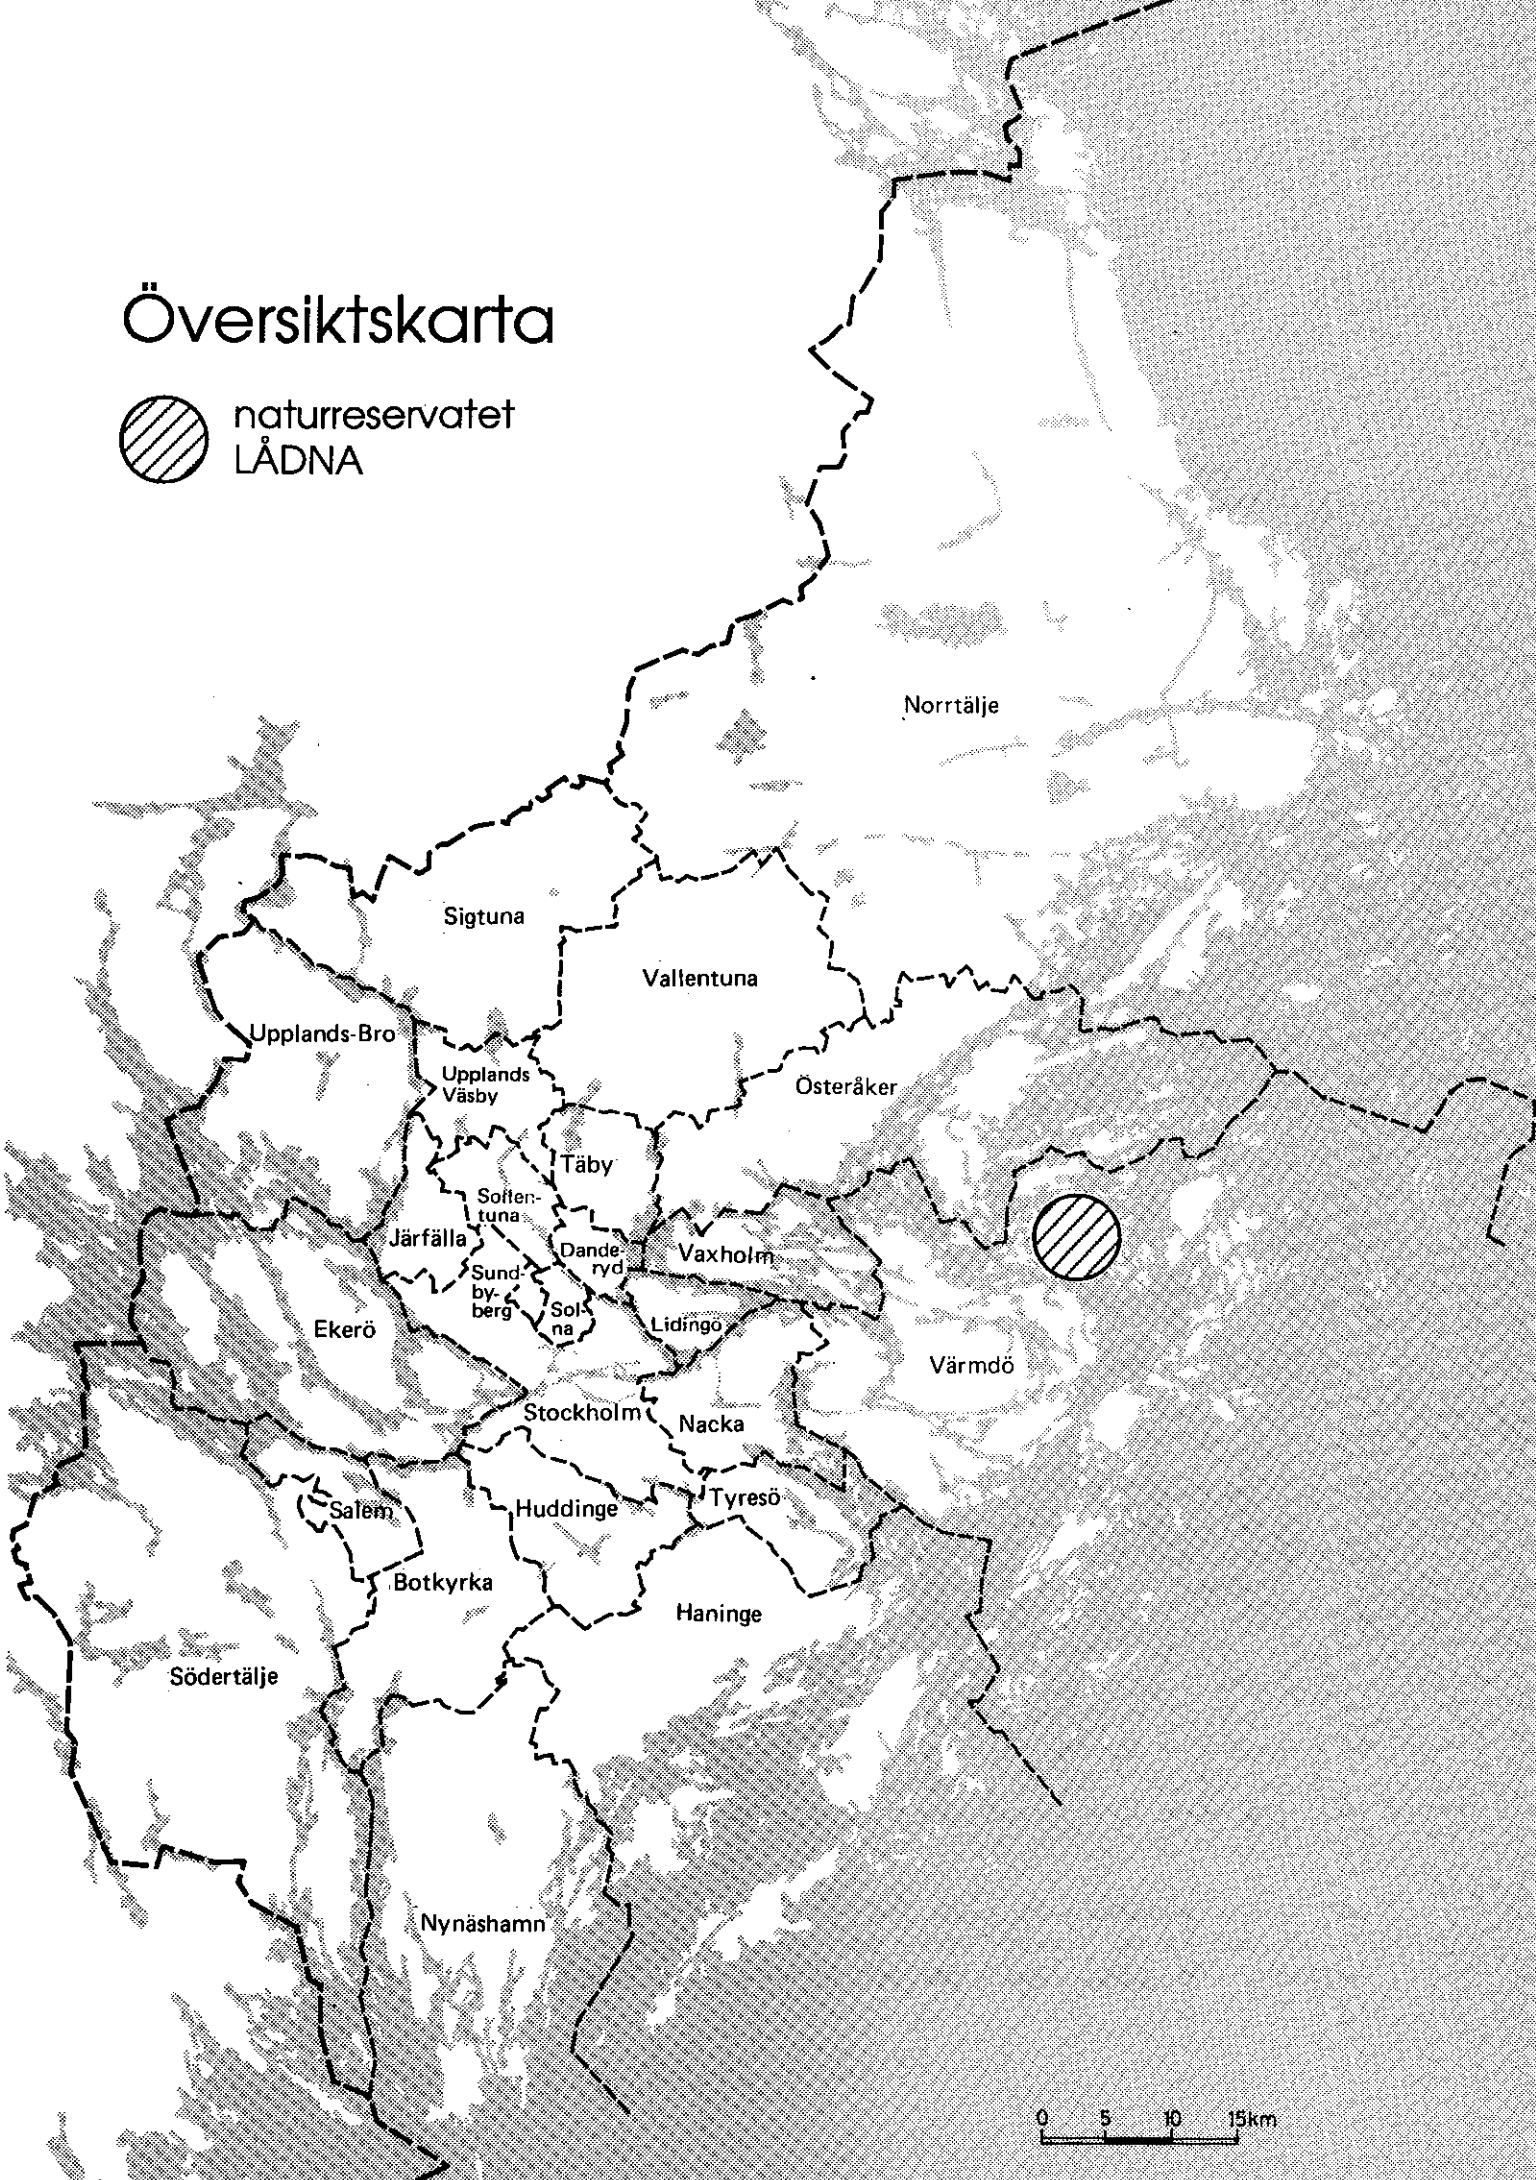 Översiktskarta
naturreservatet
LÅDNA
Norrtälje
Sigtuna
Vallentuna
Upplands-Bro
Upplands
Väsby
Österåker
Täby
Sollen-
tuna
Järfälla
Dande-
ryd
Vaxholm
Sund-
by-
berg
Sol-
na
Lidingö
Ekerö
Värmdö
Stockholm
Nacka
Salem
Huddinge
Tyresö
Botkyrka
Haninge
Södertälje
Nynäshamn
0 5 10 15km